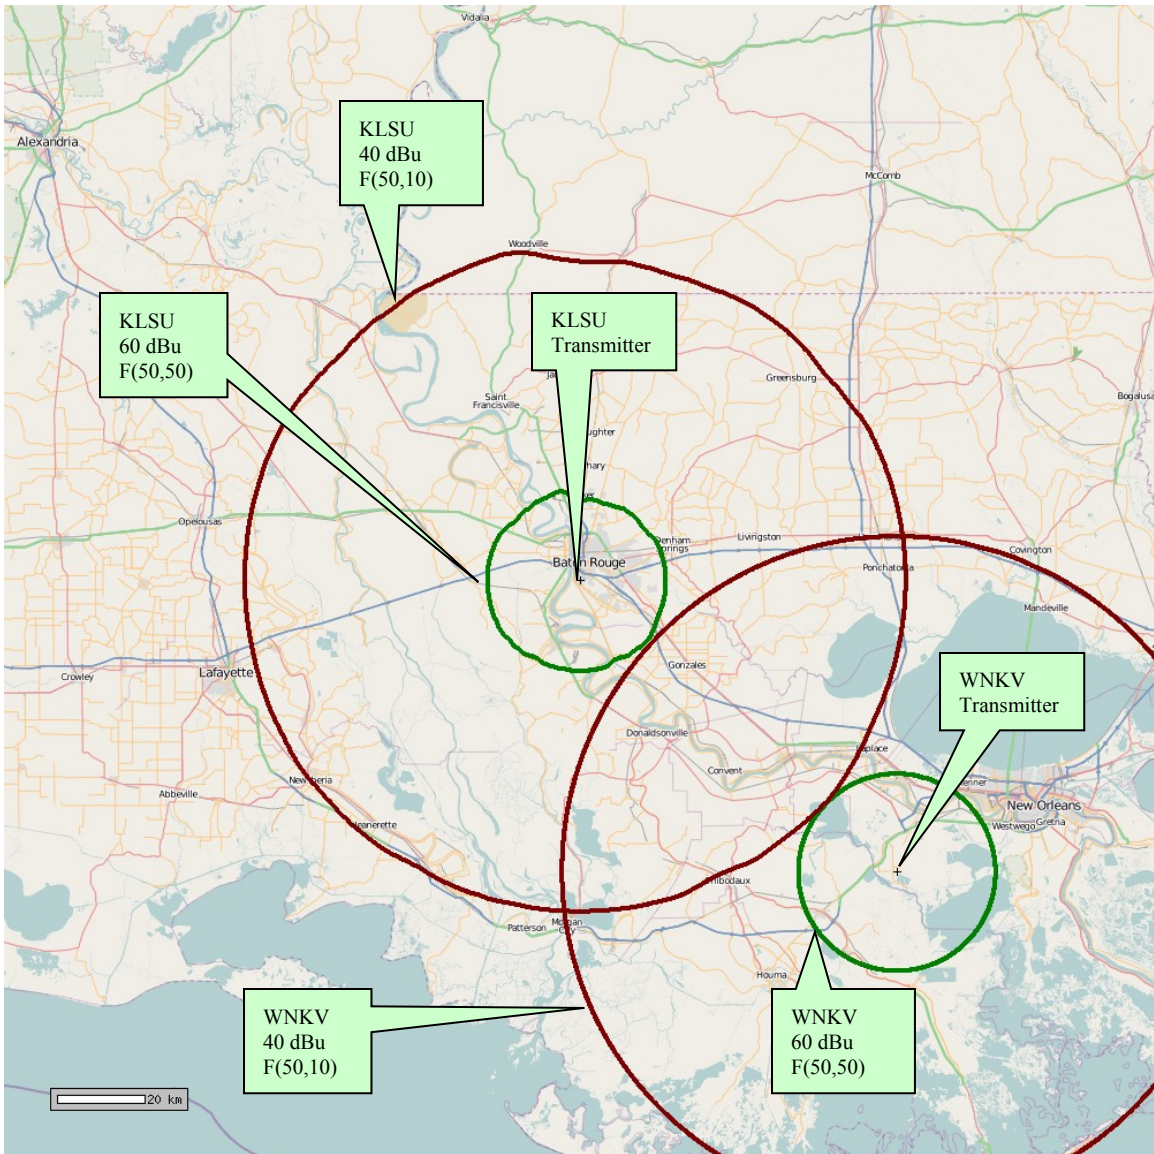 Vidalia
Alexandria
KLSU
40 dBu
F(50,10)
McComb
Woodville
KLSU
60 dBu
F(50,50)
KLSU
Transmitter
Greensburg
Saint
Francisville
Opelousas
Denham
Springs
Livingston
Baton Rouge
Covington
Ponchatoula
Mandeville
Gonzales
Lafayette
Crowley
WNKV
Transmitter
Donaldsonville
Convent
Laplace
New Iberia
Abbeville
New Orleans
Westwego
Gretna
Jeanerette
Thibodaux
Patterson
Morgan
City
Houma
WNKV
40 dBu
F(50,10)
WNKV
60 dBu
F(50,50)
20 km